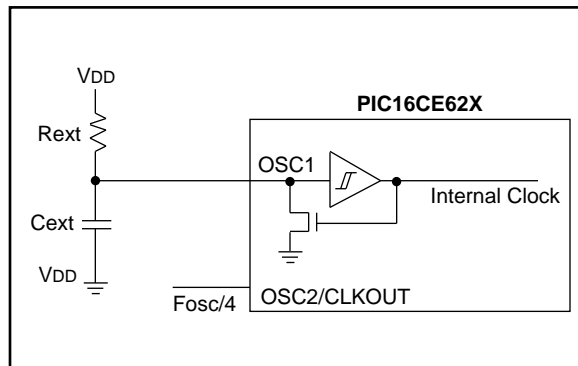 VDD
PIC16CE62X
Rext
OSC1
Internal Clock
Cext
VDD
Fosc/4
OSC2/CLKOUT